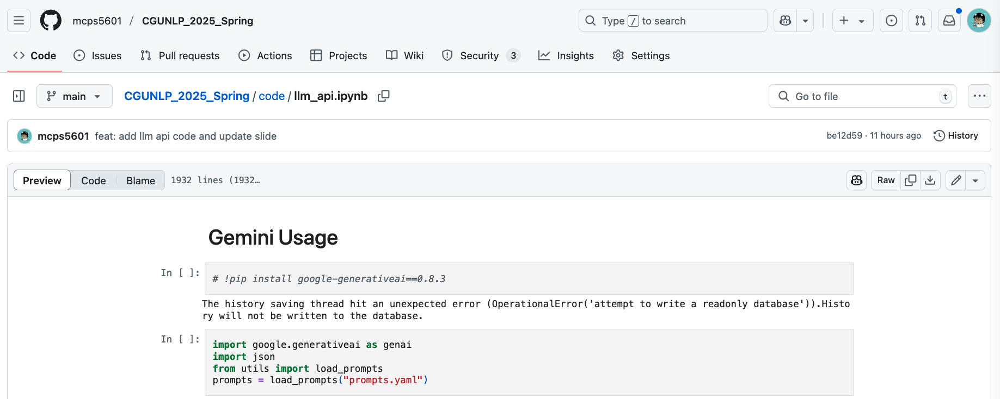 mcps5601 / CGUNLP_2025_Spring
Type / to search
Code
Issues
Pull requests
Actions
Projects
Wiki
Security 3
Insights
Settings
main
CGUNLP_2025_Spring / code / llm_api.ipynb
Go to file
t
mcps5601 feat: add llm api code and update slide
be12d59 · 11 hours ago
History
Preview
Code
Blame
1932 lines (1932…
Raw
Gemini Usage
In [ ]:
# !pip install google-generativeai==0.8.3
The history saving thread hit an unexpected error (OperationalError('attempt to write a readonly database')).Histo
ry will not be written to the database.
In [ ]:
import google.generativeai as genai
import json
from utils import load_prompts
prompts = load_prompts("prompts.yaml")